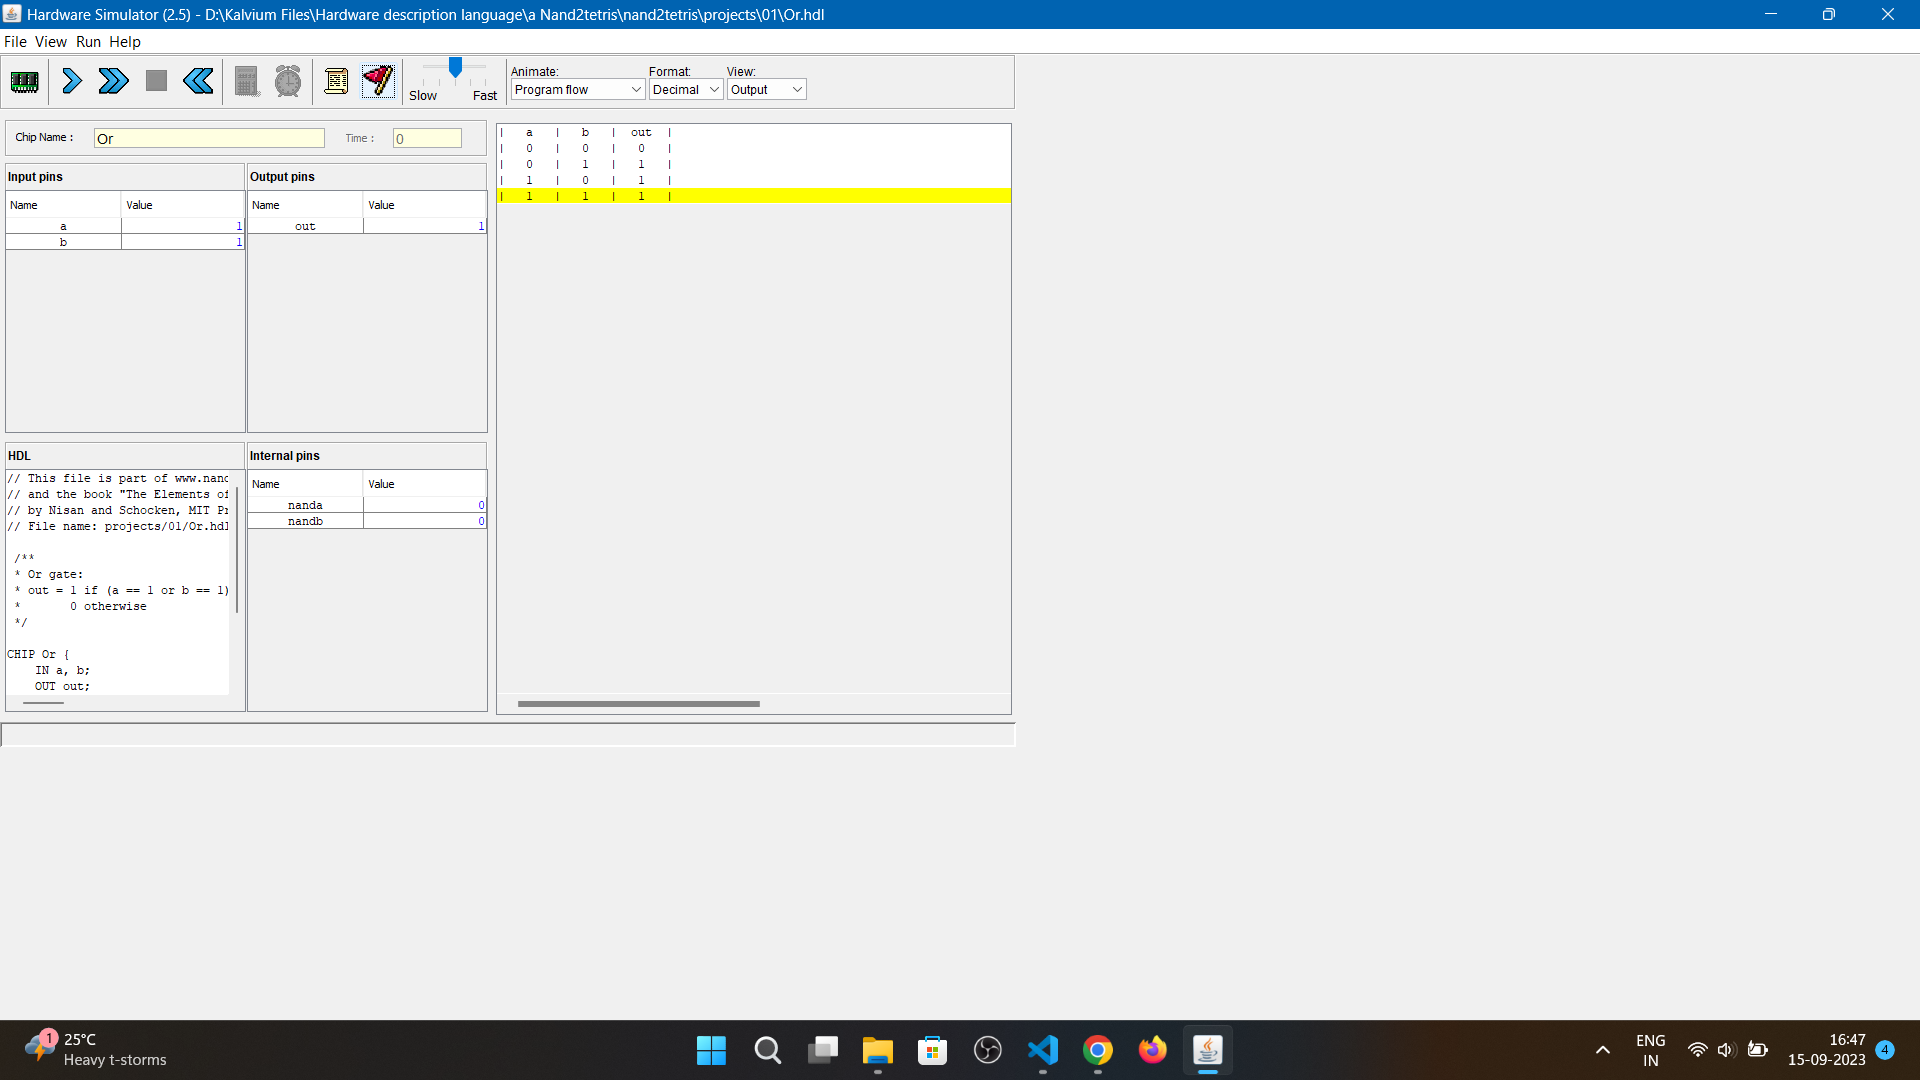 Hardware Simulator (2.5) - D:\Kalvium Files\Hardware description language\a Nand2tetris\nand2tetris\projects\01\Or.hdl
File View Run Help
Slow Fast
Animate: Format: View:
Program flow Decimal Output
Chip Name : Or Time : 0
Input pins
Name Value
a 1
b 1
Output pins
Name Value
out 1
HDL
// This file is part of www.nand
// and the book "The Elements of
// by Nisan and Schocken, MIT Pr
// File name: projects/01/Or.hdl
/**
* Or gate:
* out = 1 if (a == 1 or b == 1)
* 0 otherwise
*/
CHIP Or {
IN a, b;
OUT out;
Internal pins
Name Value
nanda 0
nandb 0
| a | b | out |
| 0 | 0 | 0 |
| 0 | 1 | 1 |
| 1 | 0 | 1 |
| 1 | 1 | 1 |
1
25°C
Heavy t-storms
ENG
IN
16:47
15-09-2023
4